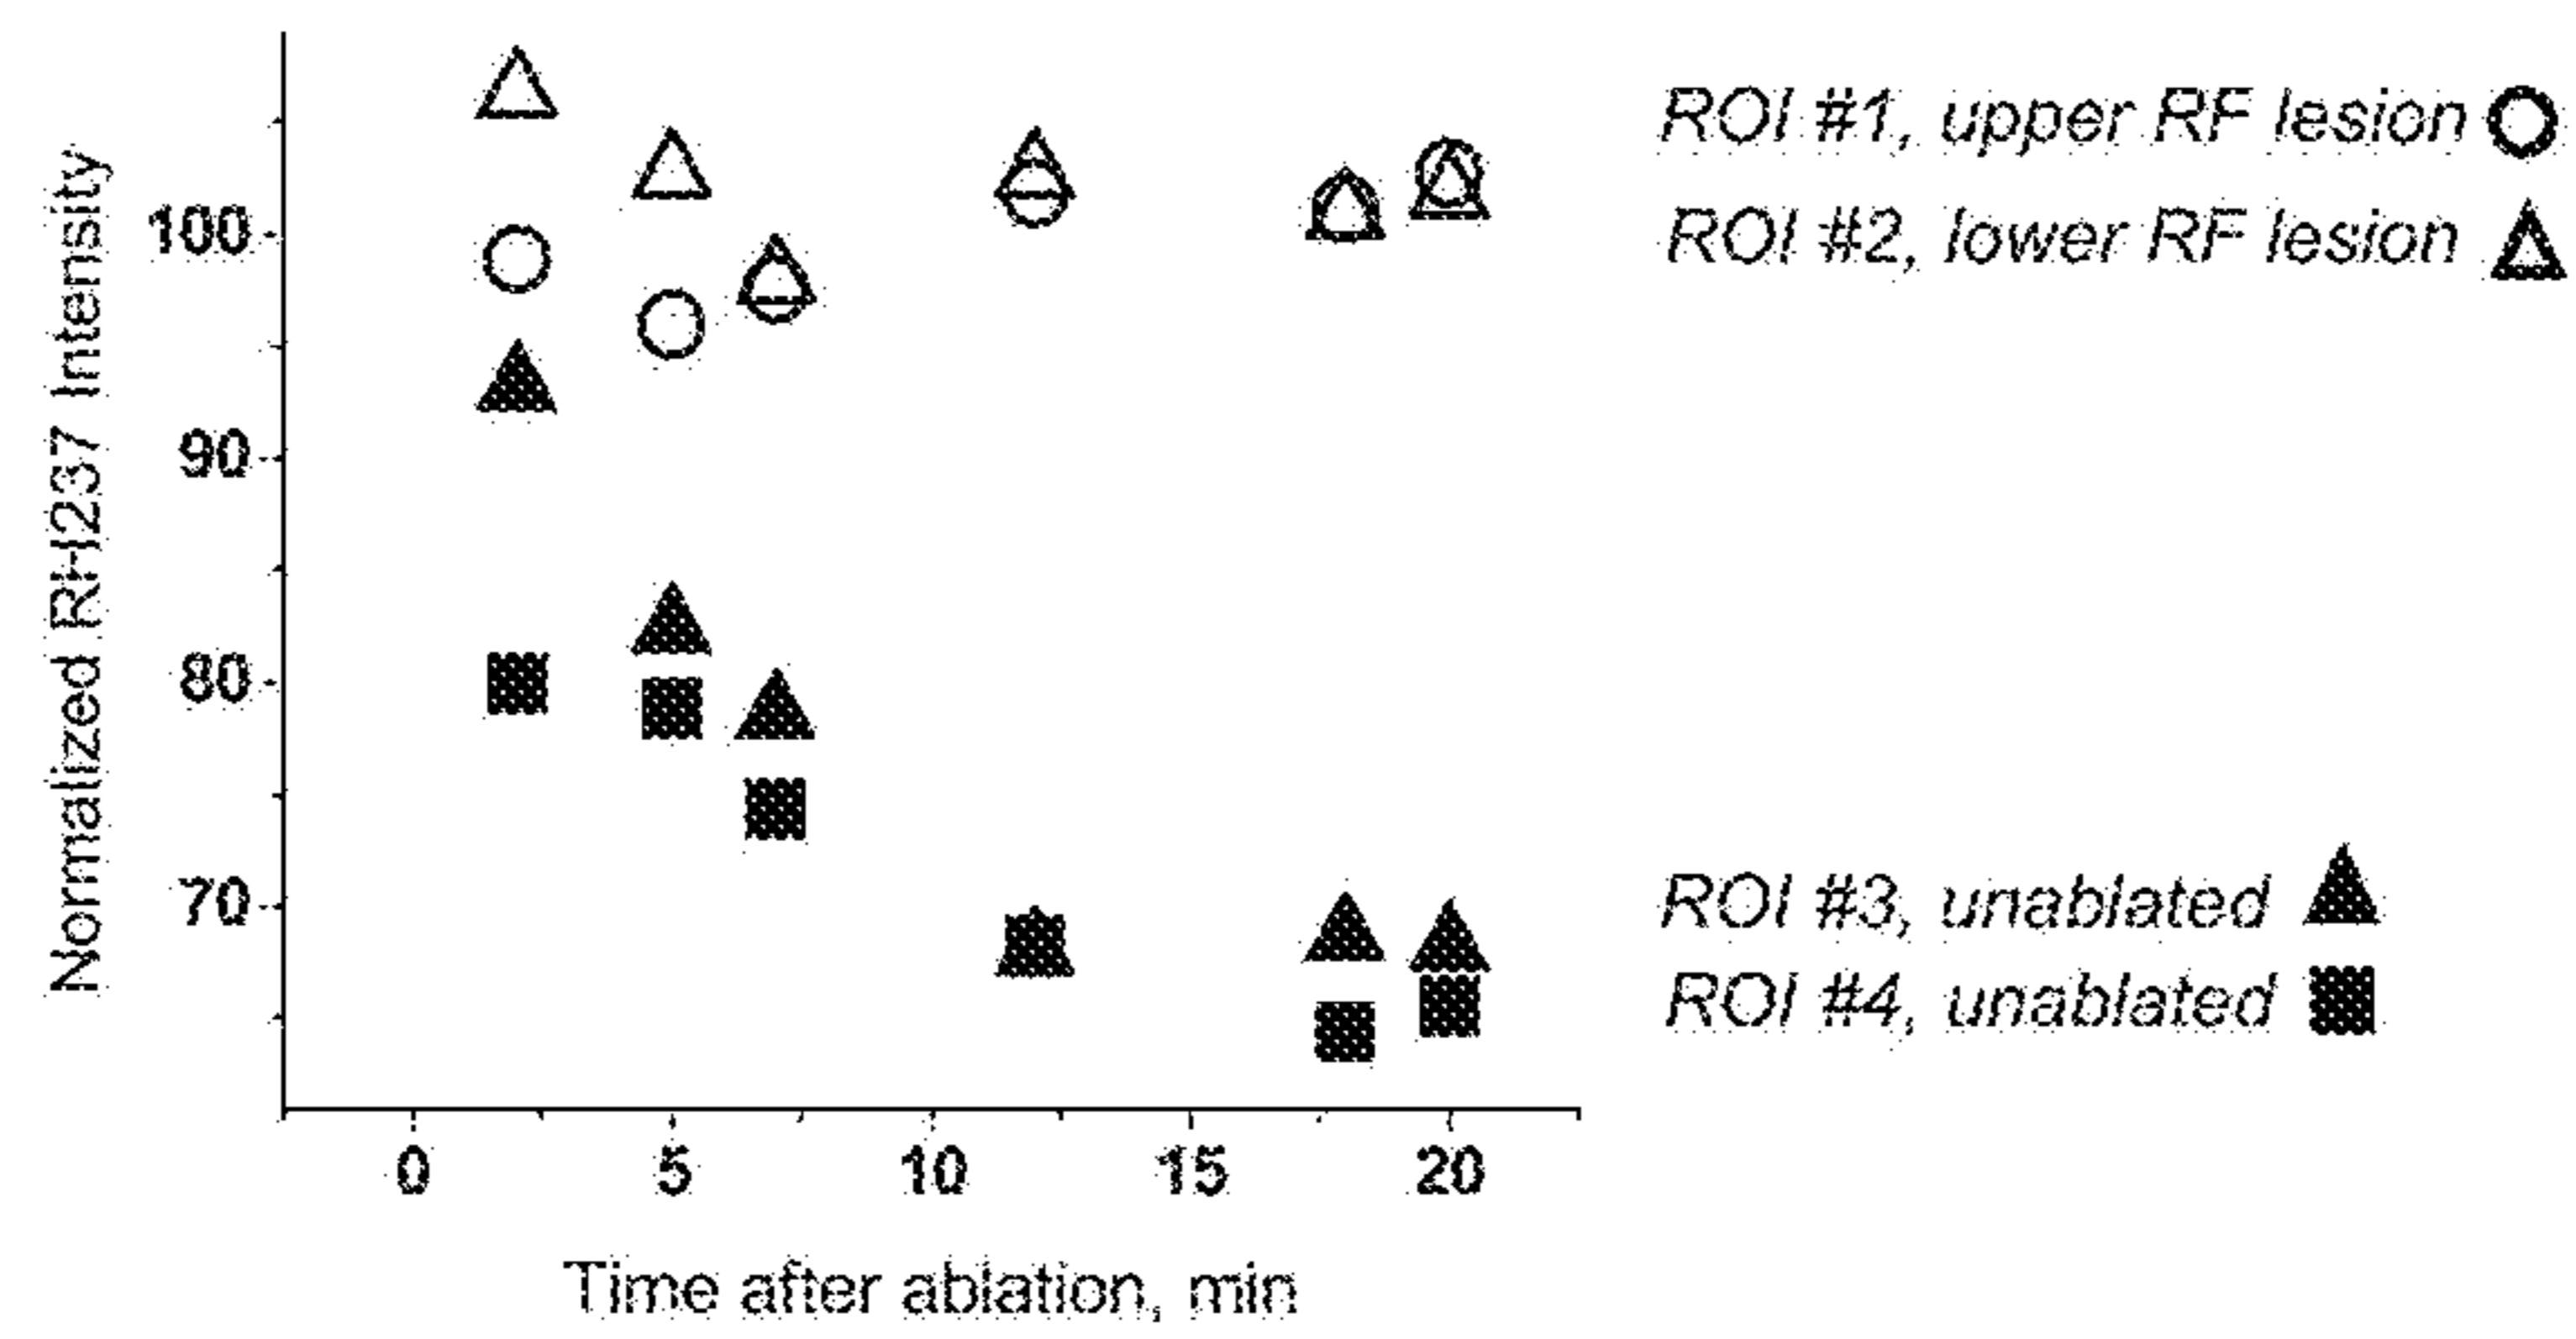 Normalized RH237 Intensity
100
90
80
70
0 5 10 15 20
Time after ablation, min
ROI #1, upper RF lesion
ROI #2, lower RF lesion
ROI #3, unablated
ROI #4, unablated